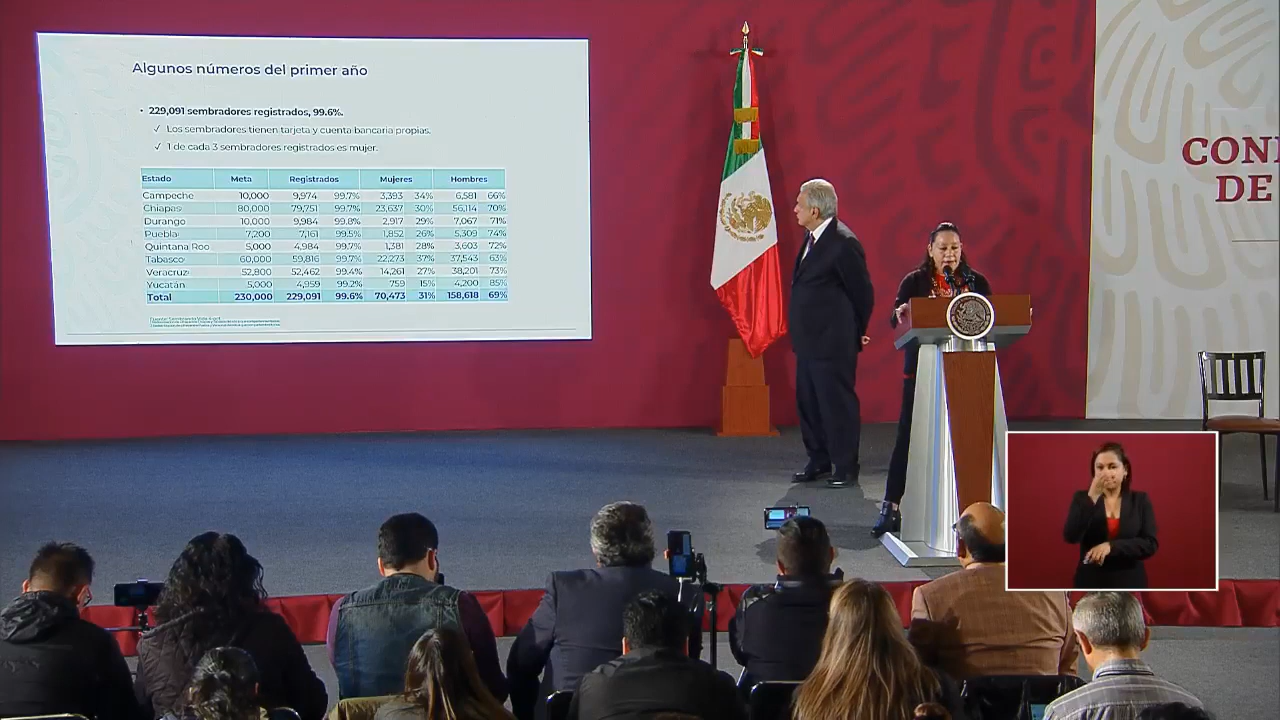 Algunos números del primer año
• 229,091 sembradores registrados, 99.6%.
✓ Los sembradores tienen tarjeta y cuenta bancaria propias.
✓ 1 de cada 3 sembradores registrados es mujer.
Estado Meta Registrados Mujeres Hombres
Campeche 10,000 9,974 99.7% 3,393 34% 6,581 66%
Chiapas 80,000 79,751 99.7% 23,637 30% 56,114 70%
Durango 10,000 9,984 99.8% 2,917 29% 7,067 71%
Puebla 7,200 7,161 99.5% 1,852 26% 5,309 74%
Quintana Roo 5,000 4,984 99.7% 1,381 28% 3,603 72%
Tabasco 59,816 99.7% 22,273 37% 37,543 63%
Veracruz 52,800 52,462 99.4% 14,261 27% 38,201 73%
Yucatán 5,000 4,959 99.2% 759 15% 4,200 85%
Total 230,000 229,091 99.6% 70,473 31% 158,618 69%
CON
DE